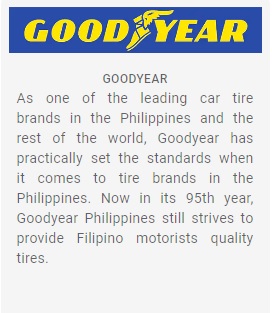 GOODYEAR
GOODYEAR
As one of the leading car tire
brands in the Philippines and the
rest of the world, Goodyear has
practically set the standards when
it comes to tire brands in the
Philippines. Now in its 95th year,
Goodyear Philippines still strives to
provide Filipino motorists quality
tires.